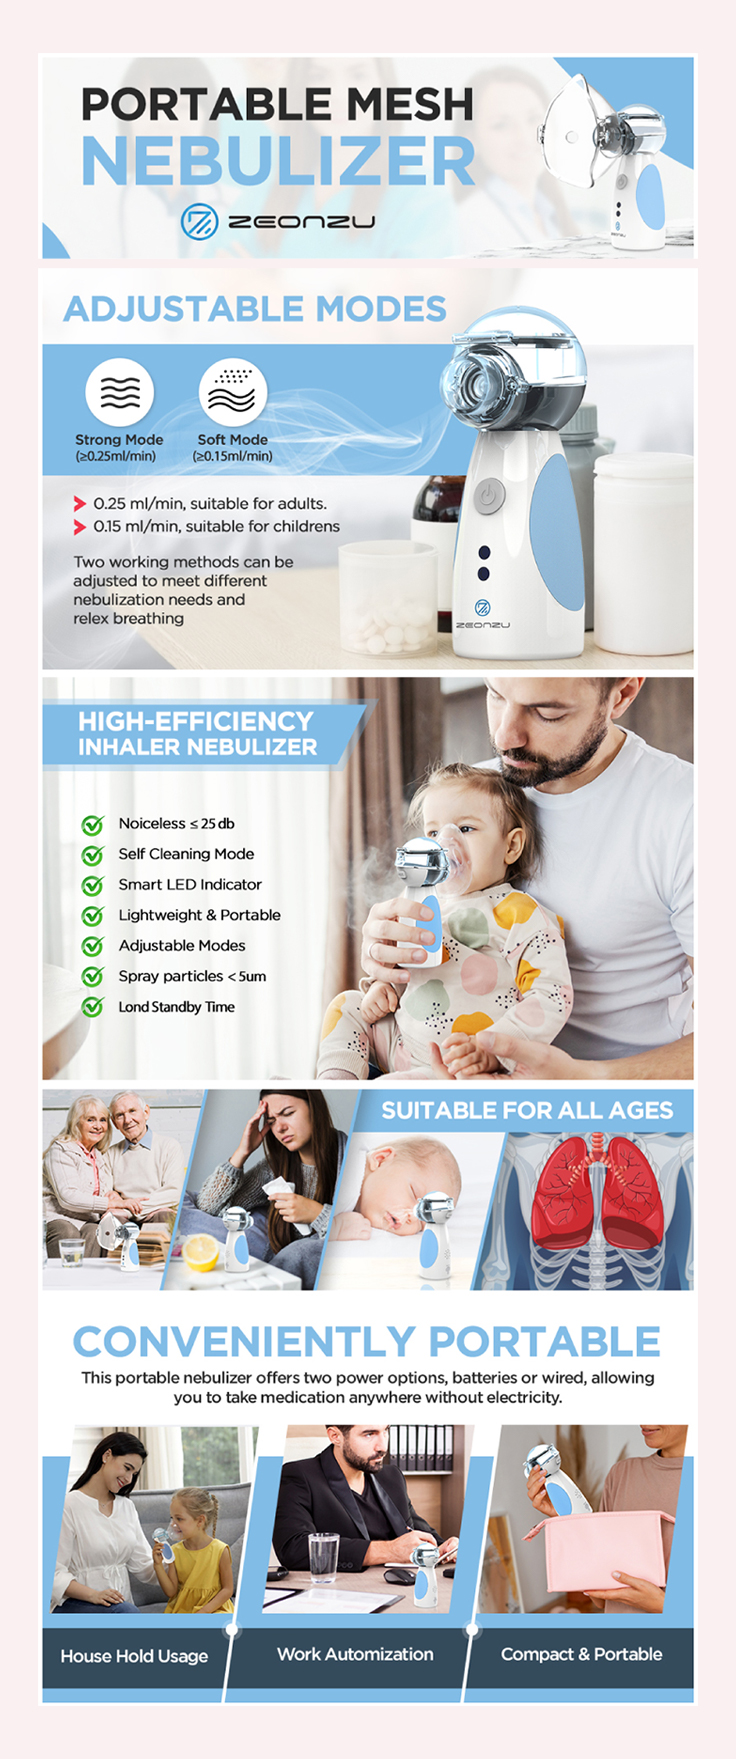 PORTABLE MESH
NEBULIZER
ZEONZU
ADJUSTABLE MODES
Strong Mode
(≥0.25ml/min)
Soft Mode
(≥0.15ml/min)
0.25 ml/min, suitable for adults.
0.15 ml/min, suitable for childrens
Two working methods can be
adjusted to meet different
nebulization needs and
relex breathing
ZEONZU
HIGH-EFFICIENCY
INHALER NEBULIZER
Noiceless ≤ 25 db
Self Cleaning Mode
Smart LED Indicator
Lightweight & Portable
Adjustable Modes
Spray particles < 5um
Lond Standby Time
SUITABLE FOR ALL AGES
CONVENIENTLY PORTABLE
This portable nebulizer offers two power options, batteries or wired, allowing
you to take medication anywhere without electricity.
House Hold Usage
Work Automization
Compact & Portable